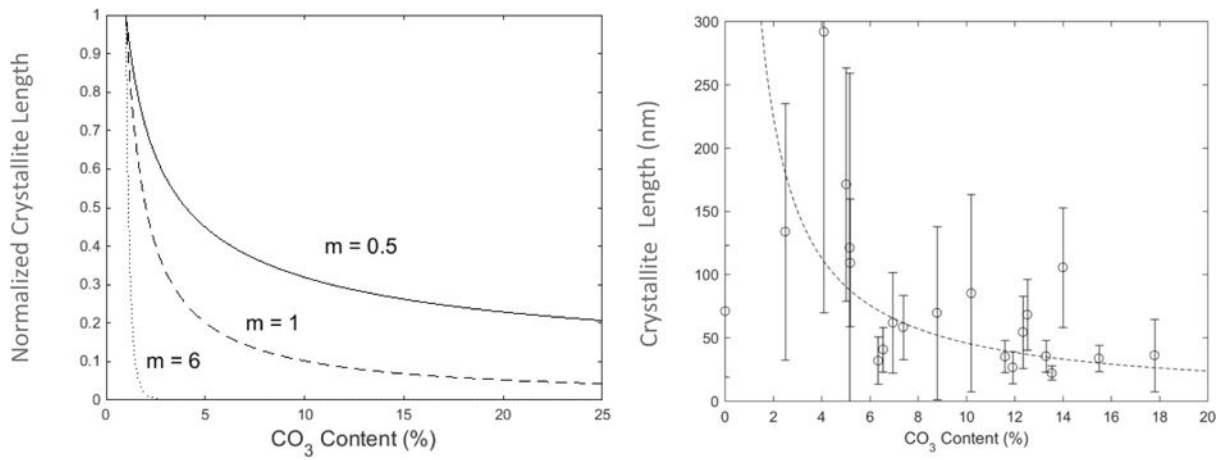 Normalized Crystallite Length
1
0.9
0.8
0.7
0.6
0.5
0.4
0.3
0.2
0.1
0
m = 0.5
m = 1
m = 6
0 5 10 15 20 25
CO₃ Content (%)
Crystallite Length (nm)
300
250
200
150
100
50
0
0 2 4 6 8 10 12 14 16 18 20
CO₃ Content (%)